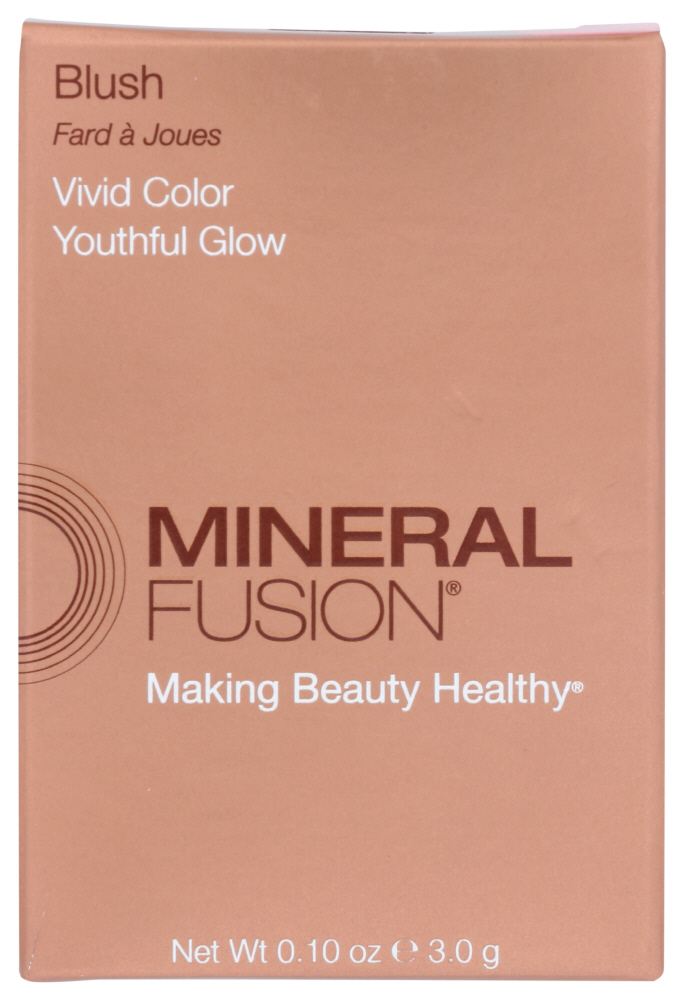 Blush
Fard à Joues
Vivid Color
Youthful Glow
MINERAL
FUSION®
Making Beauty Healthy®
Net Wt 0.10 oz ℮ 3.0 g